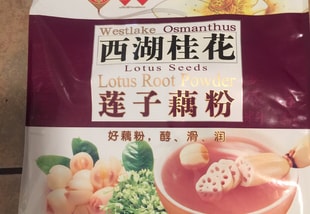 Westlake Osmanthus
西湖桂花
Lotus Seeds
Lotus Root Powder
莲子藕粉
好藕粉，醇、滑、润